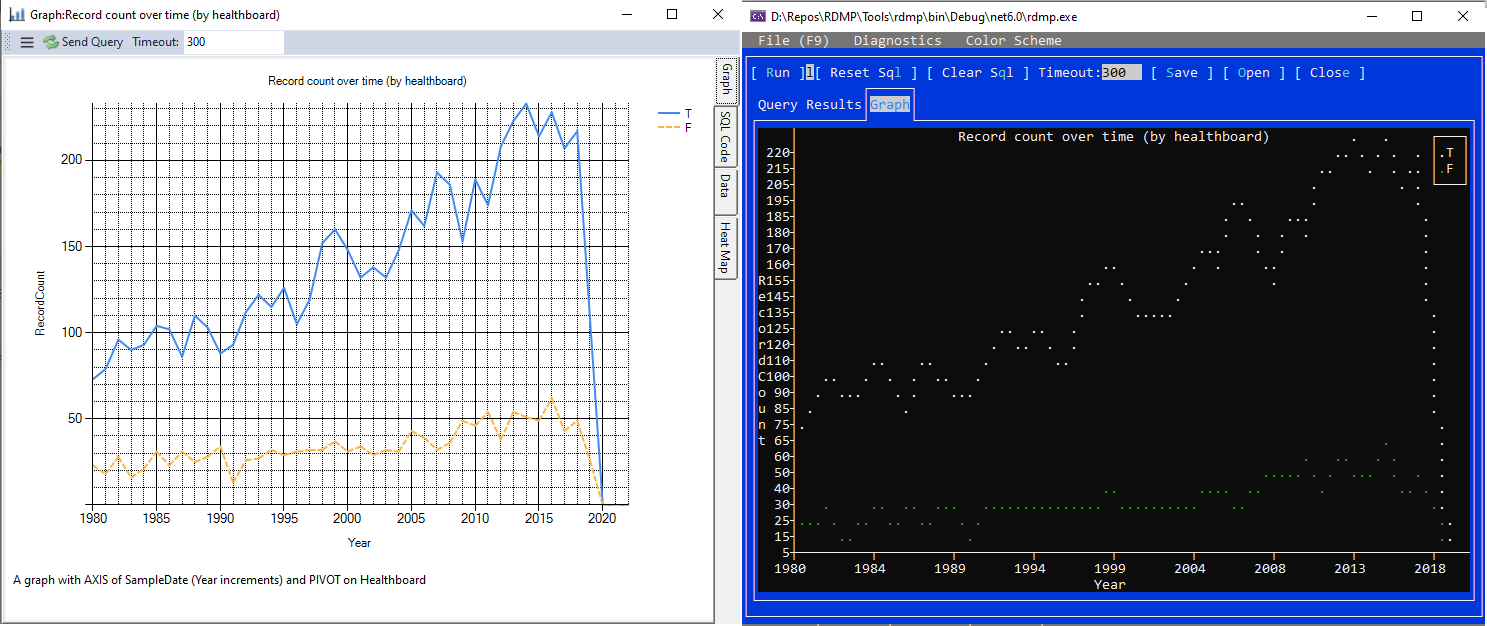 Graph:Record count over time (by healthboard)
Send Query Timeout: 300
Record count over time (by healthboard)
T
F
200
150
100
50
RecordCount
1980 1985 1990 1995 2000 2005 2010 2015 2020
Year
A graph with AXIS of SampleDate (Year increments) and PIVOT on Healthboard
Graph
SQL Code
Data
Heat Map
D:\Repos\RDMP\Tools\rdmp\bin\Debug\net6.0\rdmp.exe
File (F9) Diagnostics Color Scheme
[ Run ]l[ Reset Sql ] [ Clear Sql ] Timeout:300 [ Save ] [ Open ] [ Close ]
Query Results Graph
Record count over time (by healthboard)
.T
.F
220
215
205
195
185
180
170
160
R155
e145
c135
o125
r120
d110
C100
o 90
u 85
n 75
t 65
60
50
40
30
25
15
5
1980 1984 1989 1994 1999 2004 2008 2013 2018
Year